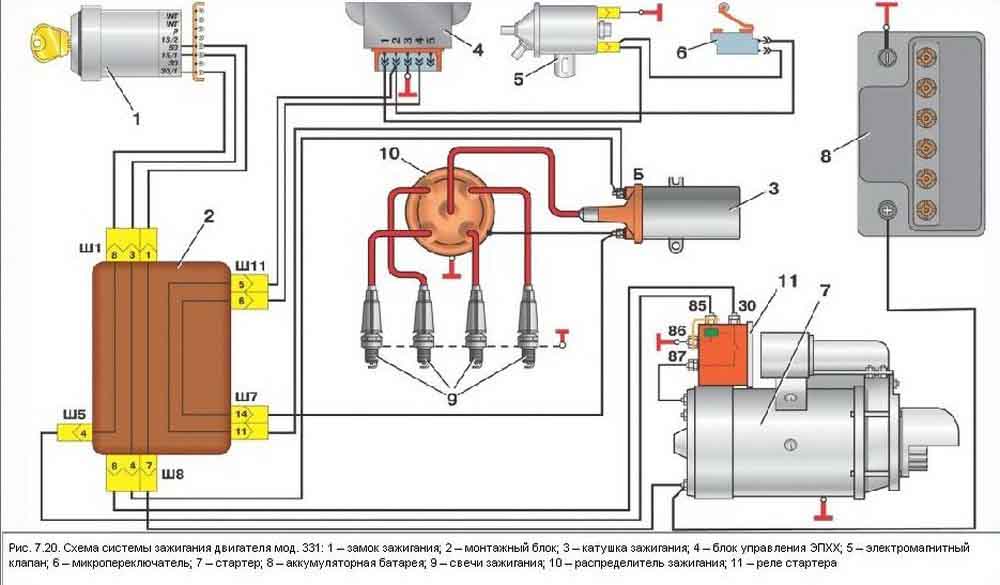 INT
INT
P
15/2
50
15/1
30
30/1
1
1 2 3 4 5
4
5
6
8
10
Б
3
2
Ш1
8 3 1
Ш11
5
6
85 30
11
7
86
87
9
Ш7
14
11
Ш5
4
8 4 7
Ш8
Рис. 7.20. Схема системы зажигания двигателя мод. 331: 1 – замок зажигания; 2 – монтажный блок; 3 – катушка зажигания; 4 – блок управления ЭПХХ; 5 – электромагнитный
клапан; 6 – микропереключатель; 7 – стартер; 8 – аккумуляторная батарея; 9 – свечи зажигания; 10 – распределитель зажигания; 11 – реле стартера